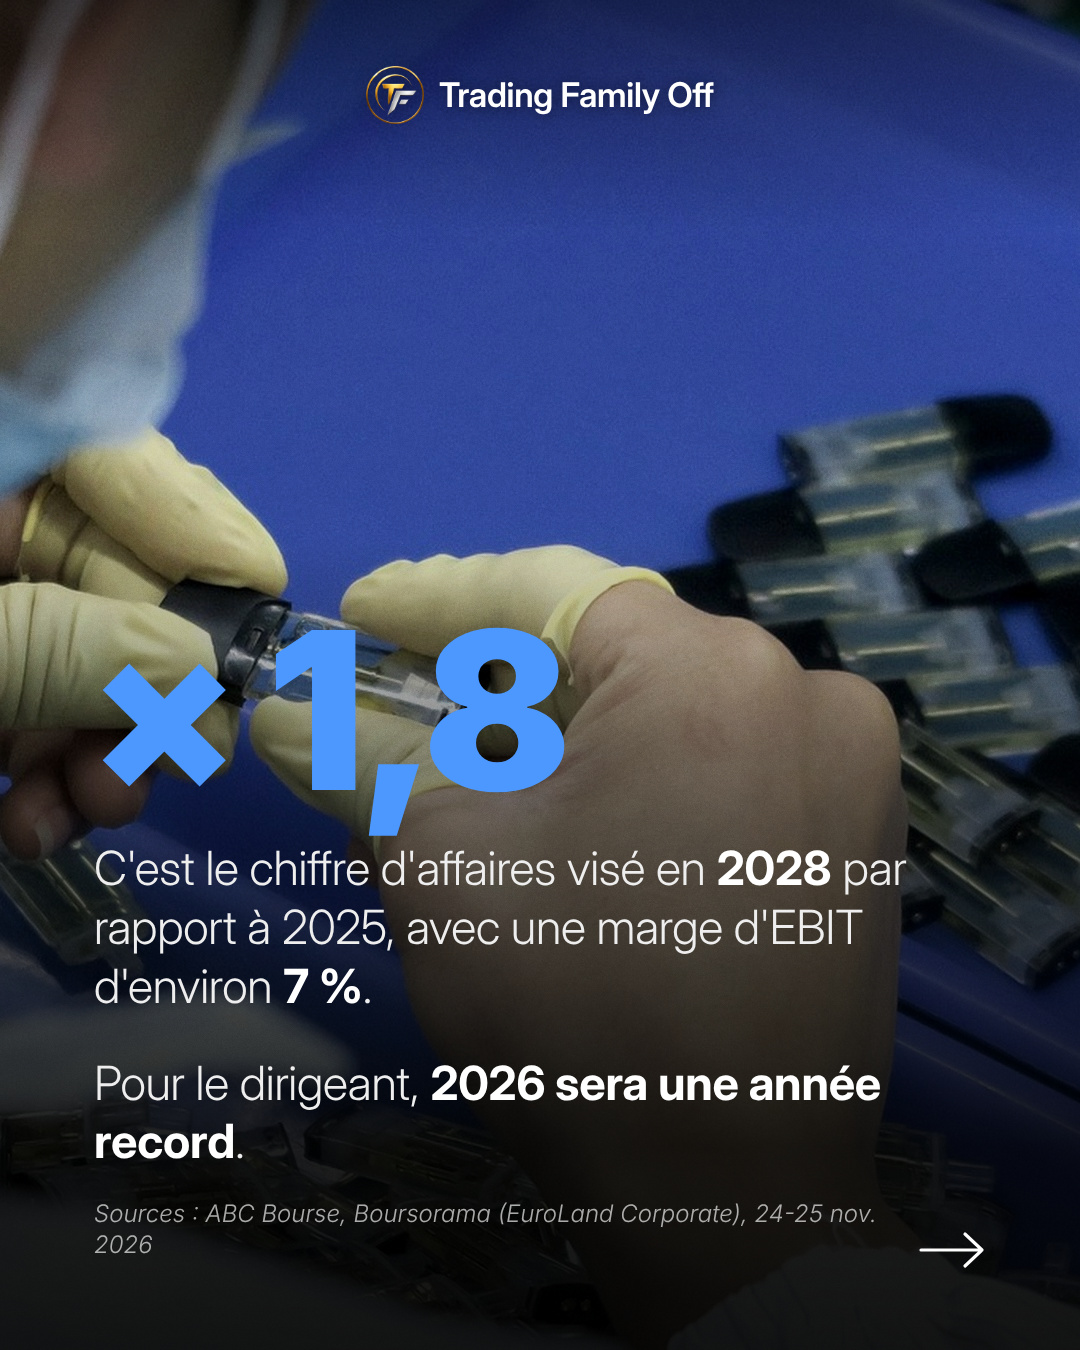 Trading Family Off
×1,8
C'est le chiffre d'affaires visé en 2028 par
rapport à 2025, avec une marge d'EBIT
d'environ 7 %.
Pour le dirigeant, 2026 sera une année
record.
Sources : ABC Bourse, Boursorama (EuroLand Corporate), 24-25 nov.
2026